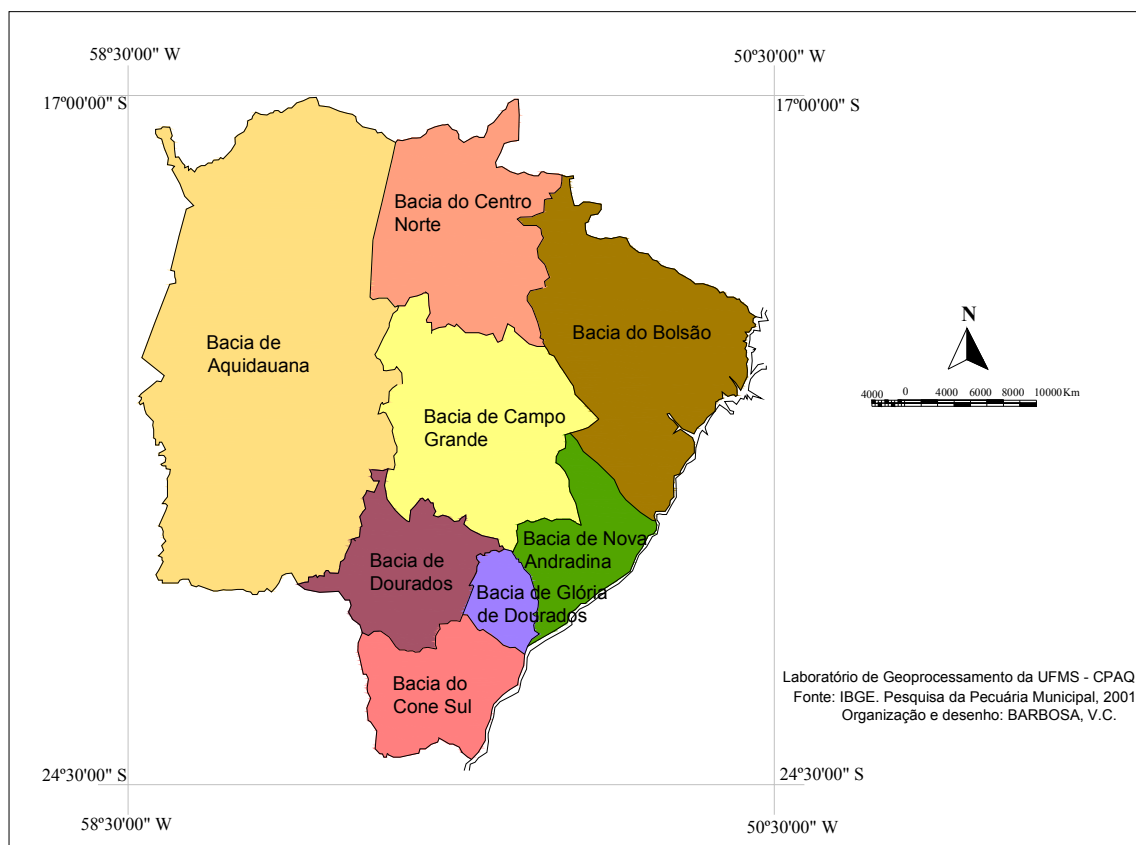 58º30'00" W
50º30'00" W
17º00'00" S
17º00'00" S
Bacia do Centro
Norte
Bacia do Bolsão
Bacia de
Aquidauana
N
4000 0 4000 6000 8000 10000 Km
Bacia de Campo
Grande
Bacia de Nova
Andradina
Bacia de
Dourados
Bacia de Glória
de Dourados
Bacia do
Cone Sul
Laboratório de Geoprocessamento da UFMS - CPAQ
Fonte: IBGE. Pesquisa da Pecuária Municipal, 2001
Organização e desenho: BARBOSA, V.C.
24º30'00" S
24º30'00" S
58º30'00" W
50º30'00" W